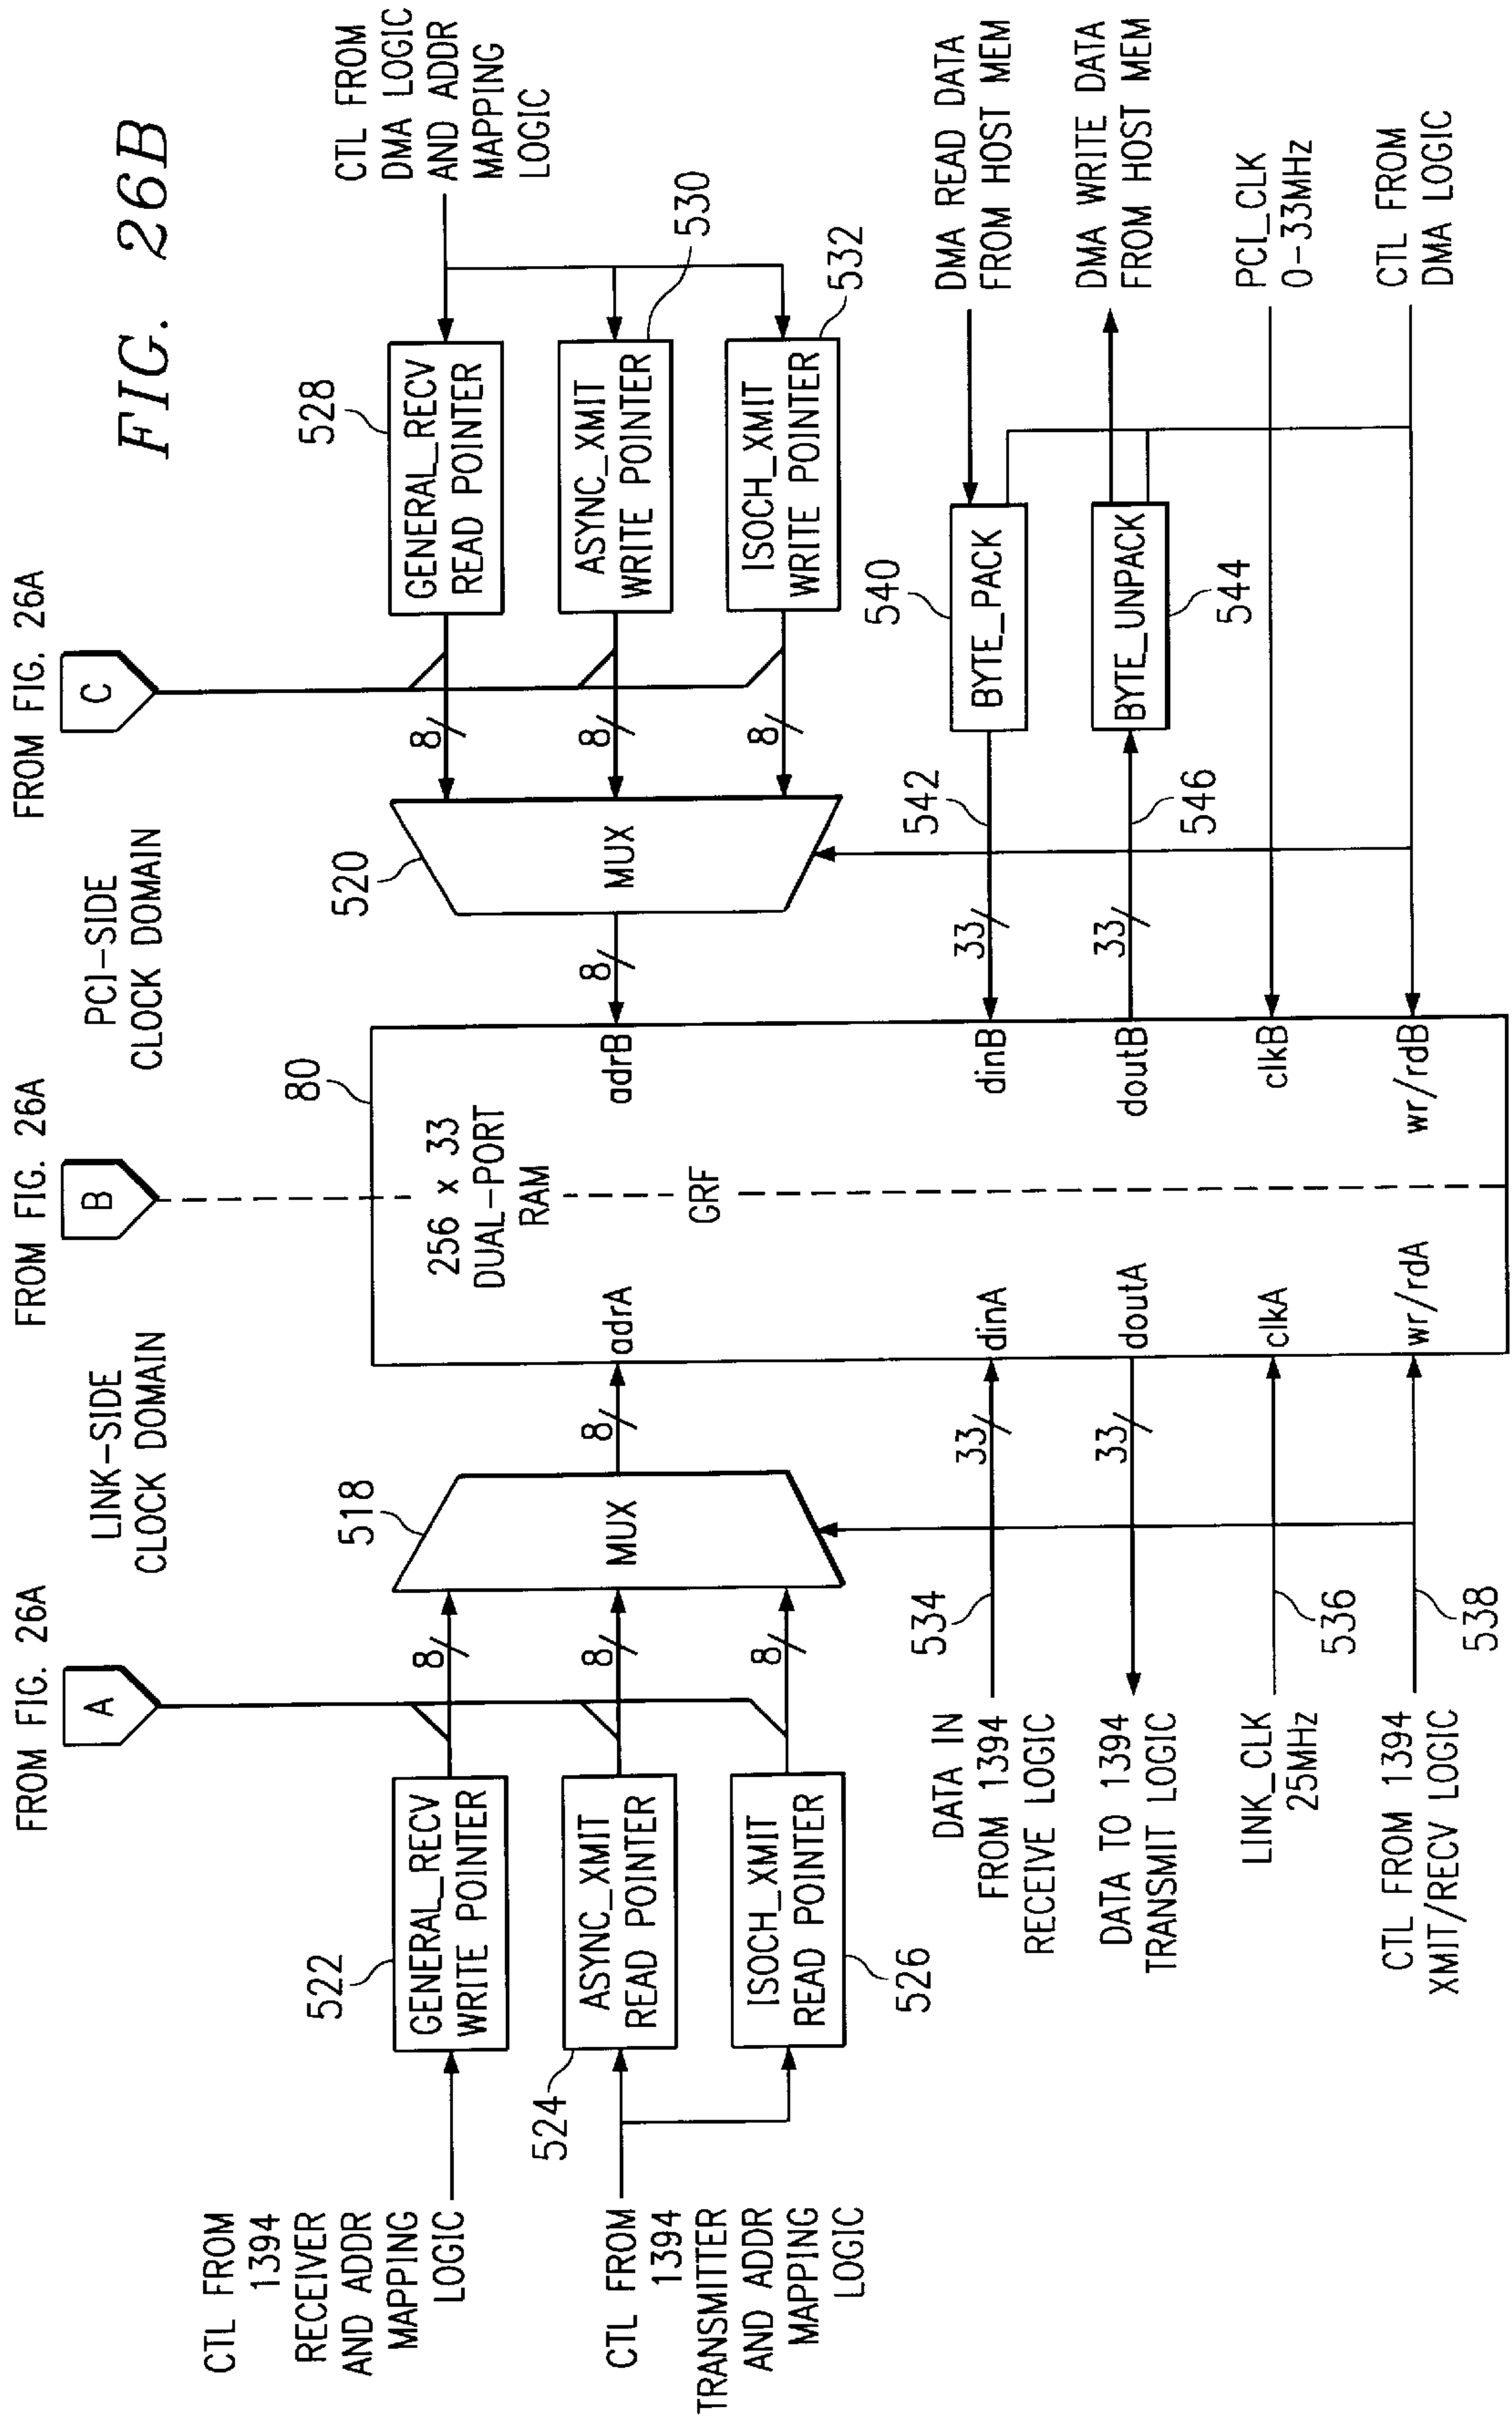 FIG. 26B
FROM FIG. 26A
A
FROM FIG. 26A
B
FROM FIG. 26A
C
LINK-SIDE
CLOCK DOMAIN
PCI-SIDE
CLOCK DOMAIN
CTL FROM
1394
RECEIVER
AND ADDR
MAPPING
LOGIC
522
GENERAL_RECV
WRITE POINTER
8
CTL FROM
1394
TRANSMITTER
AND ADDR
MAPPING
LOGIC
524
ASYNC_XMIT
READ POINTER
8
ISOCH_XMIT
READ POINTER
526
8
518
MUX
8
80
256 x 33
DUAL-PORT
RAM
GRF
adrA
dinA
doutA
clkA
wr/rdA
adrB
dinB
doutB
clkB
wr/rdB
8
520
MUX
8
8
8
528
GENERAL_RECV
READ POINTER
ASYNC_XMIT
WRITE POINTER
530
ISOCH_XMIT
WRITE POINTER
532
CTL FROM
DMA LOGIC
AND ADDR
MAPPING
LOGIC
DATA IN
FROM 1394
RECEIVE LOGIC
534
33
DATA TO 1394
TRANSMIT LOGIC
33
LINK_CLK
25MHz
536
CTL FROM 1394
XMIT/RECV LOGIC
538
33
542
540
BYTE_PACK
DMA READ DATA
FROM HOST MEM
33
546
BYTE_UNPACK
544
DMA WRITE DATA
FROM HOST MEM
PCI_CLK
0-33MHz
CTL FROM
DMA LOGIC